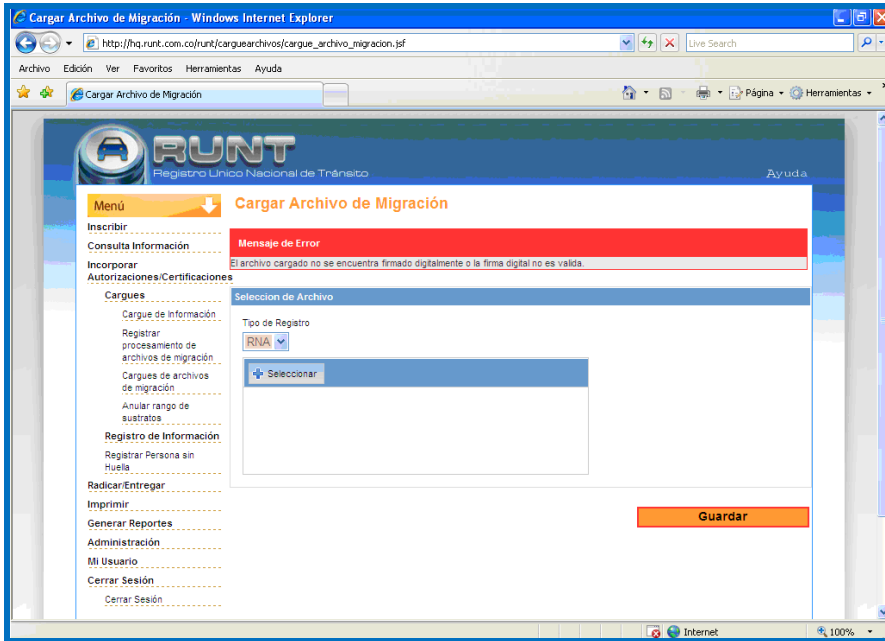 Cargar Archivo de Migración - Windows Internet Explorer
http://hq.runt.com.co/runt/carguearchivos/cargue_archivo_migracion.jsf
Live Search
Archivo Edición Ver Favoritos Herramientas Ayuda
Cargar Archivo de Migración
Página Herramientas
RUNT
Registro Unico Nacional de Trânsito
Ayuda
Menú
Cargar Archivo de Migración
Inscribir
Consulta Información
Incorporar
Autorizaciones/Certificaciones
Cargues
Cargue de Información
Registrar
procesamiento de
archivos de migración
Cargues de archivos
de migración
Anular rango de
sustratos
Registro de Información
Registrar Persona sin
Huella
Radicar/Entregar
Imprimir
Generar Reportes
Administración
Mi Usuario
Cerrar Sesión
Cerrar Sesión
Mensaje de Error
El archivo cargado no se encuentra firmado digitalmente o la firma digital no es valida.
Seleccion de Archivo
Tipo de Registro
RNA
Seleccionar
Guardar
Internet
100%